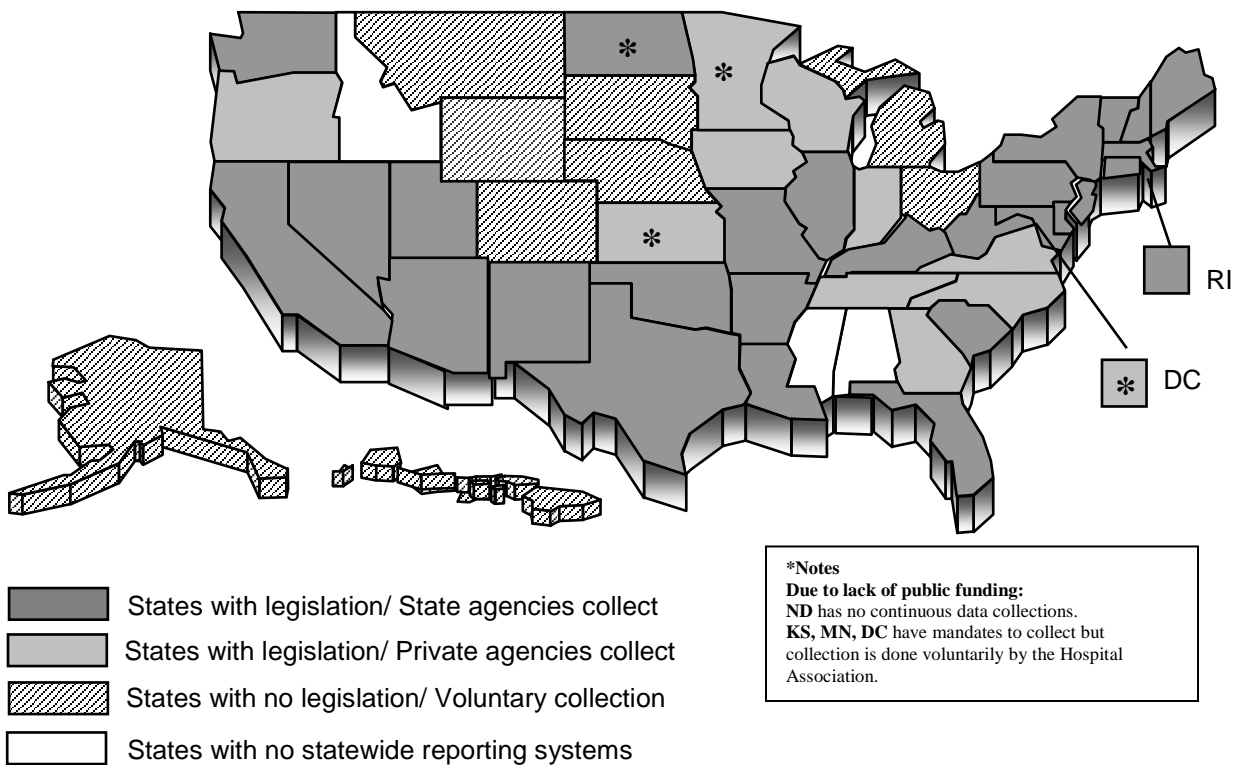 *
*
*
RI
* DC
*Notes
Due to lack of public funding:
ND has no continuous data collections.
KS, MN, DC have mandates to collect but
collection is done voluntarily by the Hospital
Association.
States with legislation/ State agencies collect
States with legislation/ Private agencies collect
States with no legislation/ Voluntary collection
States with no statewide reporting systems